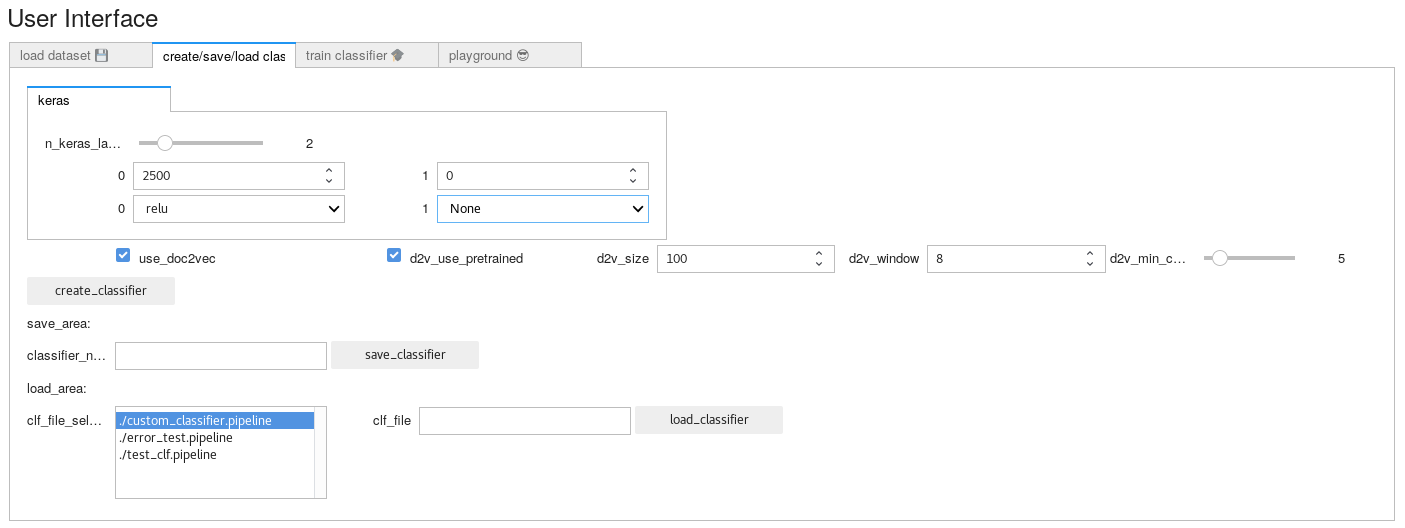 User Interface
load dataset 💾 create/save/load clas train classifier 🎓 playground 😎
keras
n_keras_la… 2
0 2500 1 0
0 relu 1 None
use_doc2vec d2v_use_pretrained d2v_size 100 d2v_window 8 d2v_min_c… 5
create_classifier
save_area:
classifier_n… save_classifier
load_area:
clf_file_sel… ./custom_classifier.pipeline clf_file load_classifier
./error_test.pipeline
./test_clf.pipeline